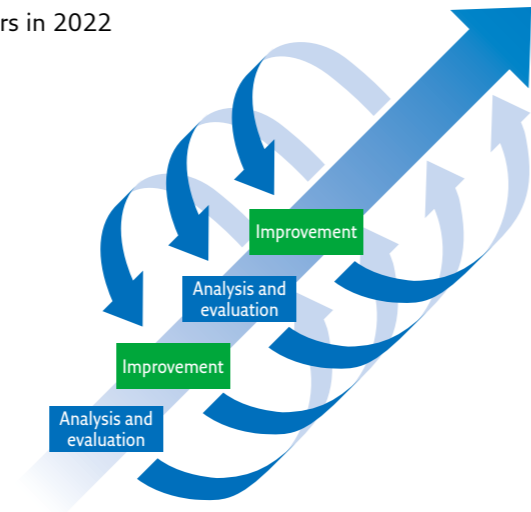 rs in 2022
Improvement
Analysis and
evaluation
Improvement
Analysis and
evaluation